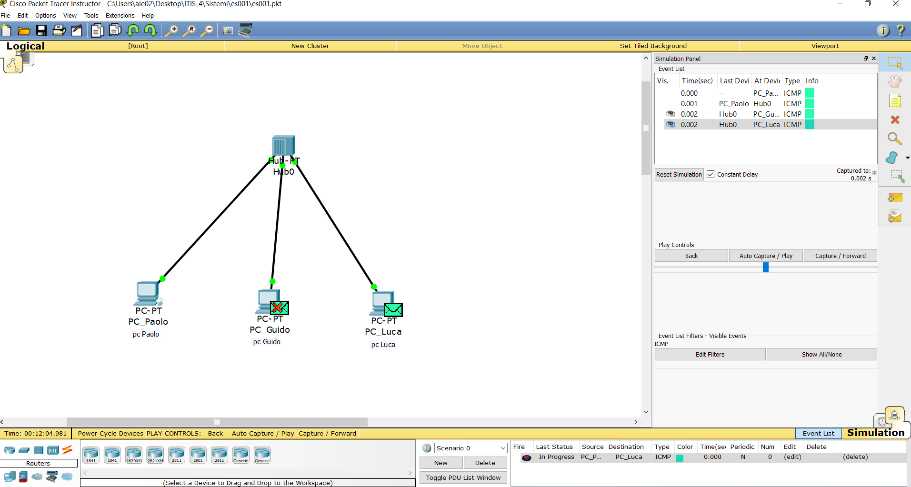 Cisco Packet Tracer Instructor - C:\Users\ale02\Desktop\ITIS_4\Sistemi\es001\es001.pkt
File Edit Options View Tools Extensions Help
Logical [Root] New Cluster Move Object Set Tiled Background Viewport
Simulation Panel
Event List
Vis. Time(sec) Last Devi At Devic Type Info
0.000 -- PC_Pa... ICMP
0.001 PC_Paolo Hub0 ICMP
0.002 Hub0 PC_Gu... ICMP
0.002 Hub0 PC_Luca ICMP
Reset Simulation Constant Delay Captured to:
0.002 s
Play Controls
Back Auto Capture / Play Capture / Forward
Event List Filters - Visible Events
ICMP
Edit Filters Show All/None
Hub-PT
Hub0
PC-PT
PC_Paolo
pc Paolo
PC-PT
PC_Guido
pc Guido
PC-PT
PC_Luca
pc Luca
Time: 00:12:04.981 Power Cycle Devices PLAY CONTROLS: Back Auto Capture / Play Capture / Forward
Event List Simulation
Routers
1841 1941 2811 2901 2911 Generic Generic
(Select a Device to Drag and Drop to the Workspace)
Scenario 0
New Delete
Toggle PDU List Window
Fire Last Status Source Destination Type Color Time(sec Periodic Num Edit Delete
In Progress PC_P... PC_Luca ICMP 0.000 N 0 (edit) (delete)